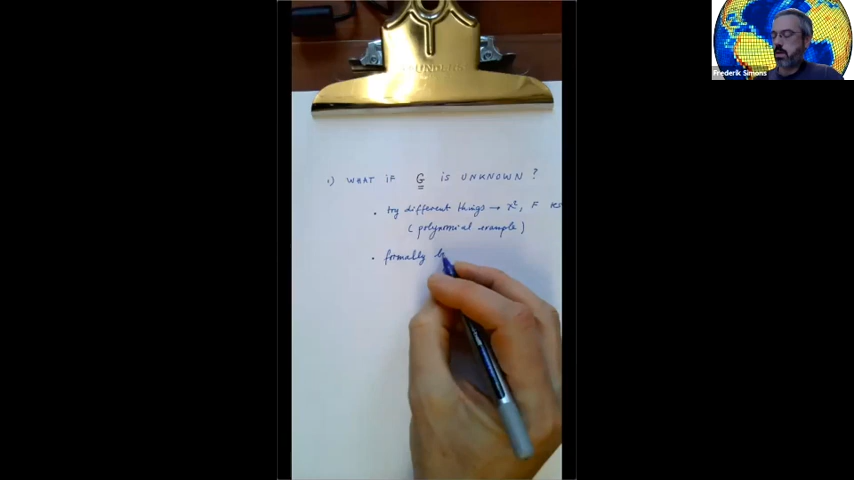 Frederik Simons
1) WHAT IF G IS UNKNOWN ?
• try different things → χ², F
(polynomial example)
• formally